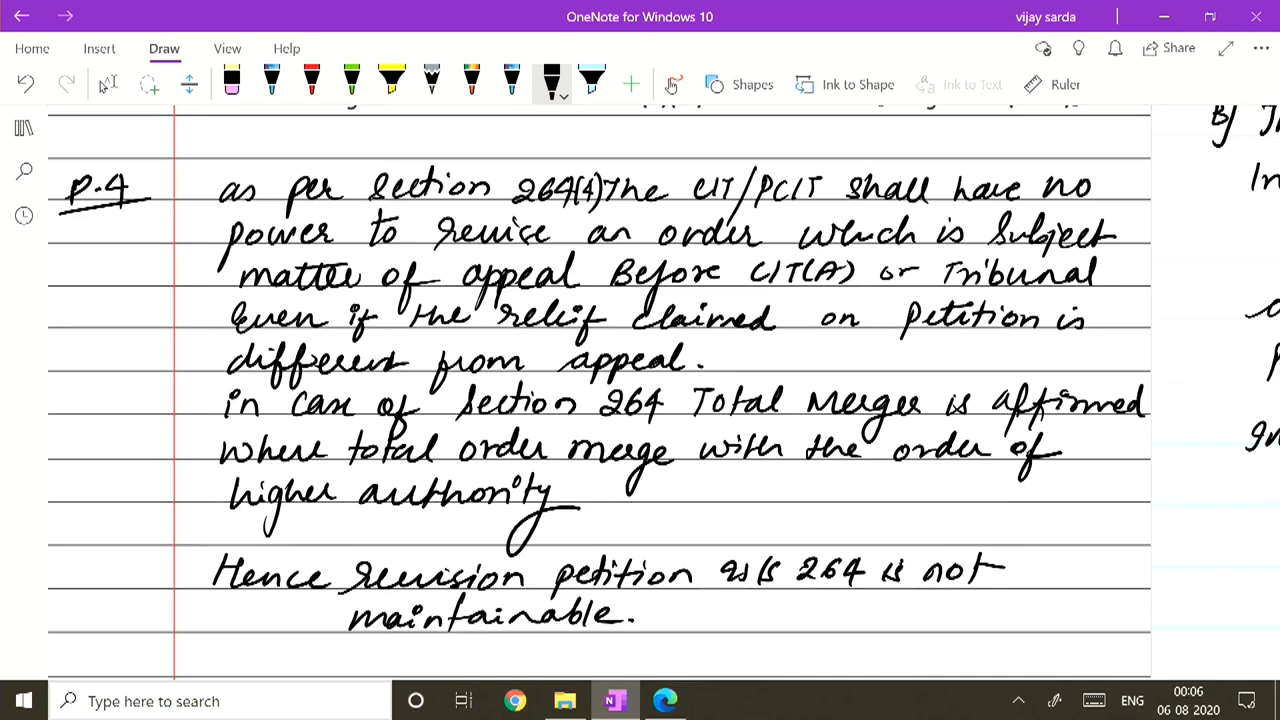 OneNote for Windows 10
vijay sarda
Home Insert Draw View Help
Share
Shapes
Ink to Shape
Ink to Text
Ruler
P.4
as per Section 264(4) The CIT/PCIT shall have no
power to revise an order which is subject
matter of appeal Before CIT(A) or Tribunal
Even if the relief claimed on petition is
different from appeal.
in case of Section 264 Total Merger is affirmed
where total order merge with the order of
higher authority
Hence revision petition u/s 264 is not
maintainable.
B)
In
Type here to search
ENG
00:06
06-08-2020